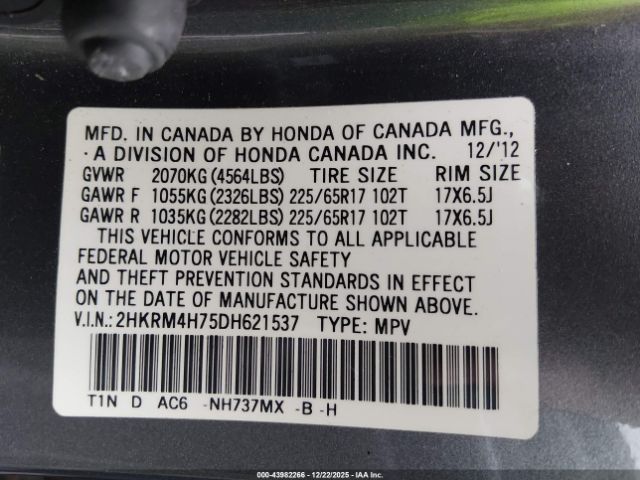 MFD. IN CANADA BY HONDA OF CANADA MFG.,
A DIVISION OF HONDA CANADA INC. 12/'12
GVWR 2070KG (4564LBS) TIRE SIZE RIM SIZE
GAWR F 1055KG (2326LBS) 225/65R17 102T 17X6.5J
GAWR R 1035KG (2282LBS) 225/65R17 102T 17X6.5J
THIS VEHICLE CONFORMS TO ALL APPLICABLE
FEDERAL MOTOR VEHICLE SAFETY
AND THEFT PREVENTION STANDARDS IN EFFECT
ON THE DATE OF MANUFACTURE SHOWN ABOVE.
V.I.N.: 2HKRM4H75DH621537 TYPE: MPV
T1N D AC6 -NH737MX -B -H
000-43982266 - 12/22/2025 - IAA Inc.